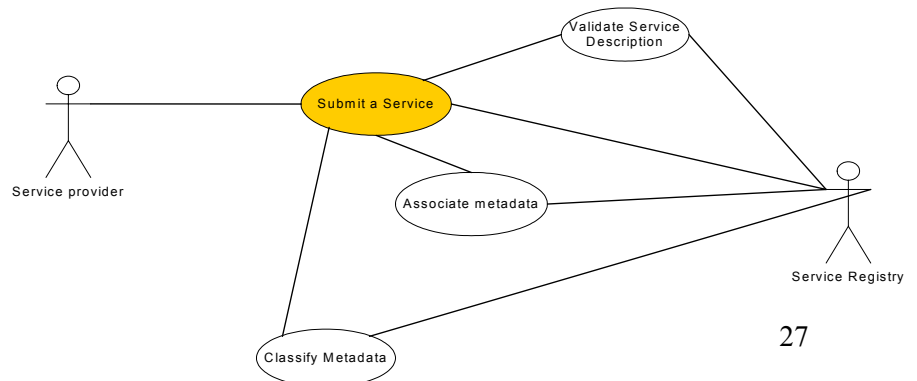 Validate Service
Description
Submit a Service
Service provider
Associate metadata
Service Registry
27
Classify Metadata